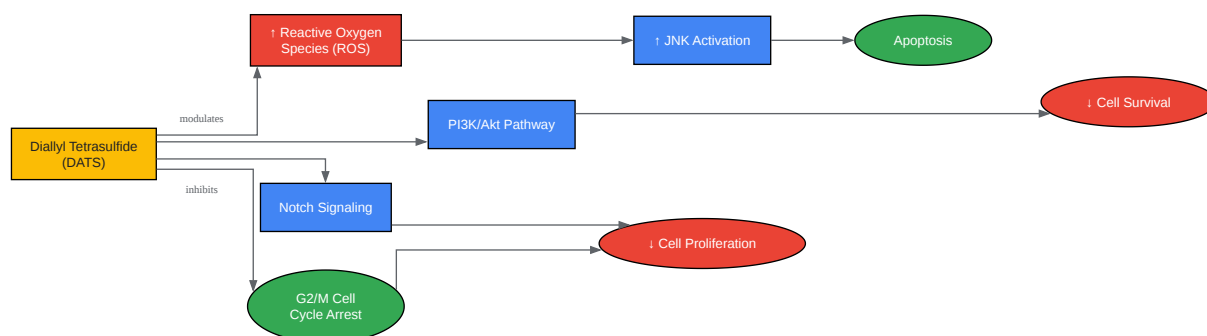 ↑ Reactive Oxygen
Species (ROS)
↑ JNK Activation
Apoptosis
↓ Cell Survival
modulates
PI3K/Akt Pathway
Diallyl Tetrasulfide
(DATS)
inhibits
Notch Signaling
↓ Cell Proliferation
G2/M Cell
Cycle Arrest